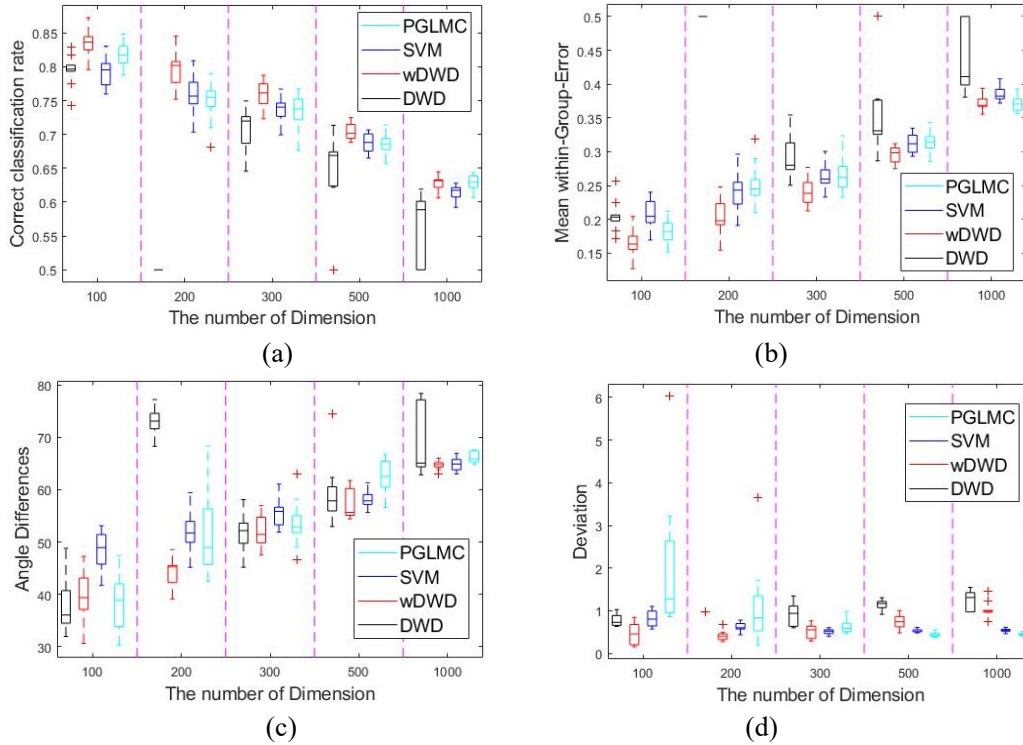 Correct classification rate
0.85
0.8
0.75
0.7
0.65
0.6
0.55
0.5
PGLMC
SVM
wDWD
DWD
100 200 300 500 1000
The number of Dimension
(a)
Mean within-Group-Error
0.5
0.45
0.4
0.35
0.3
0.25
0.2
0.15
PGLMC
SVM
wDWD
DWD
100 200 300 500 1000
The number of Dimension
(b)
Angle Differences
80
70
60
50
40
30
PGLMC
SVM
wDWD
DWD
100 200 300 500 1000
The number of Dimension
(c)
Deviation
6
5
4
3
2
1
0
PGLMC
SVM
wDWD
DWD
100 200 300 500 1000
The number of Dimension
(d)